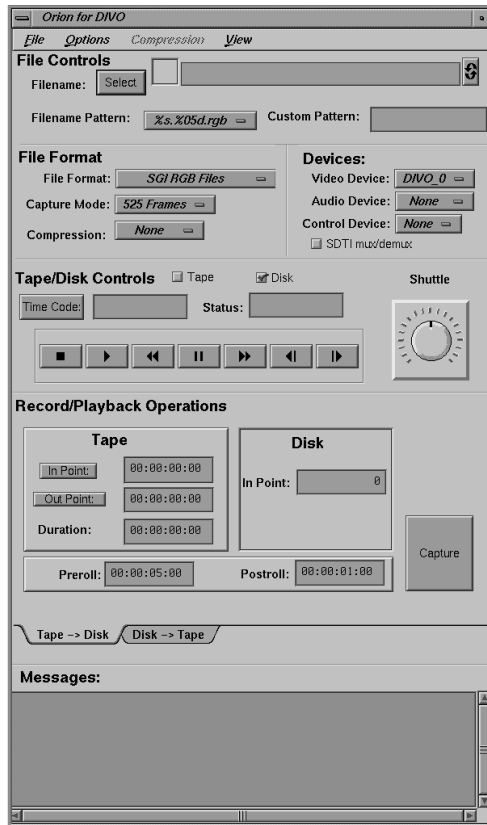 Orion for DIVO
File Options Compression View
File Controls
Filename: Select
Filename Pattern: %s.%05d.rgb Custom Pattern:
File Format
File Format: SGI RGB Files
Capture Mode: 525 Frames
Compression: None
Devices:
Video Device: DIVO_0
Audio Device: None
Control Device: None
SDTI mux/demux
Tape/Disk Controls Tape Disk Shuttle
Time Code: Status:
Record/Playback Operations
Tape
In Point: 00:00:00:00
Out Point: 00:00:00:00
Duration: 00:00:00:00
Disk
In Point: 0
Preroll: 00:00:05:00 Postroll: 00:00:01:00
Capture
Tape -> Disk Disk -> Tape
Messages: